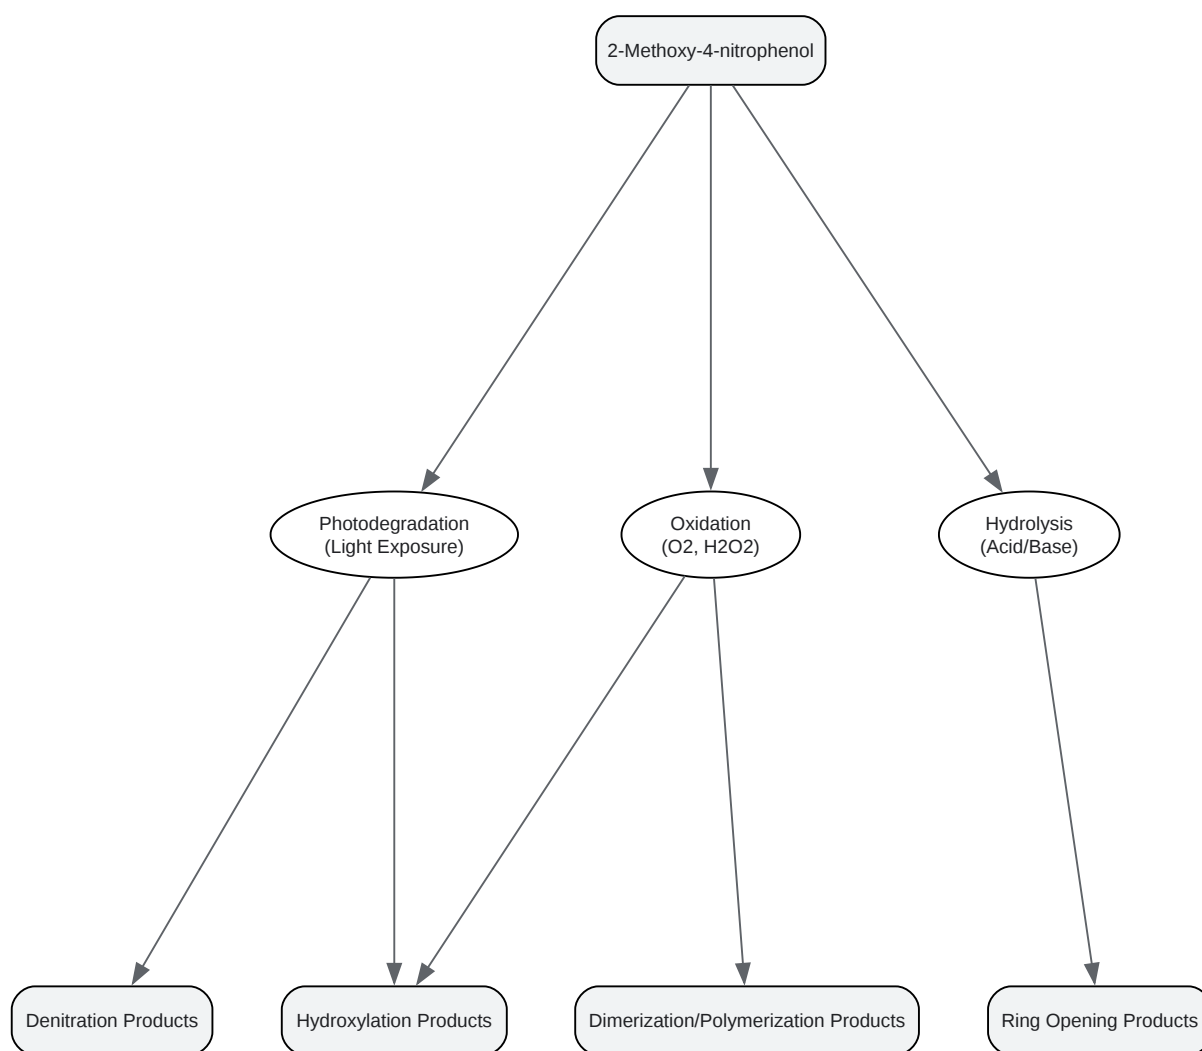 2-Methoxy-4-nitrophenol
Photodegradation
(Light Exposure)
Oxidation
(O2, H2O2)
Hydrolysis
(Acid/Base)
Denitration Products
Hydroxylation Products
Dimerization/Polymerization Products
Ring Opening Products